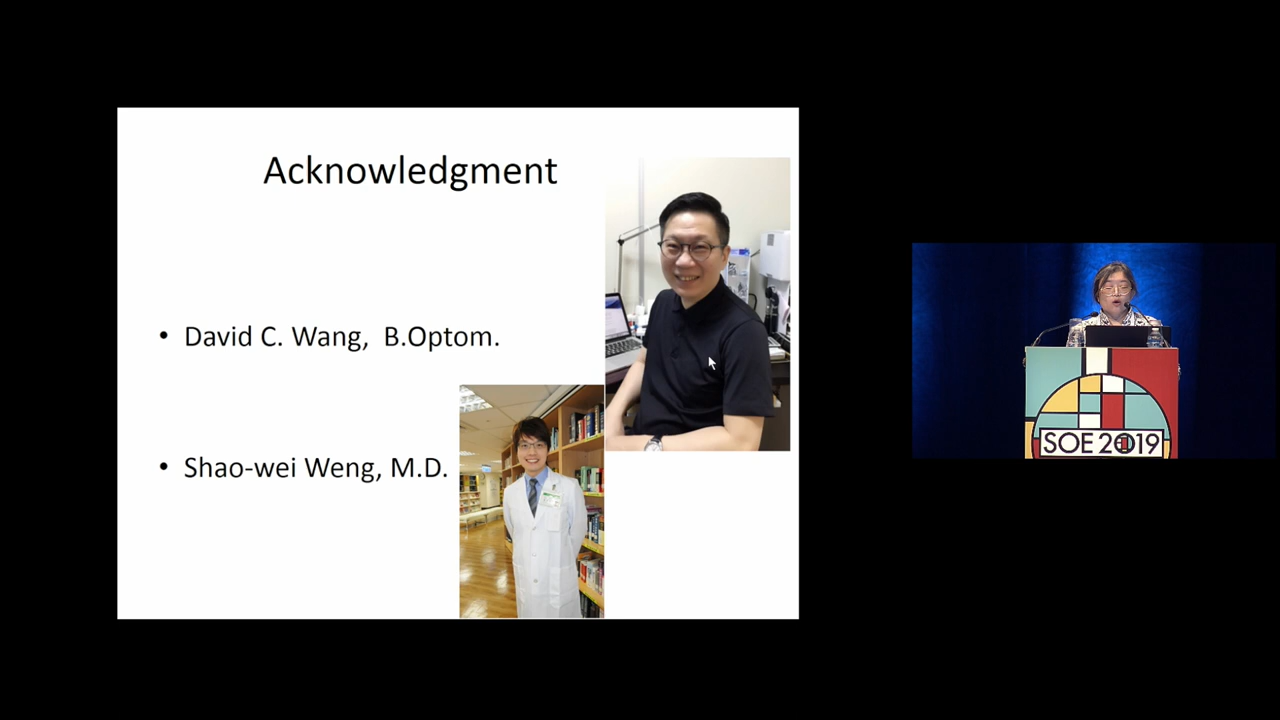 Acknowledgment
• David C. Wang,  B.Optom.
• Shao-wei Weng, M.D.
SOE 2019